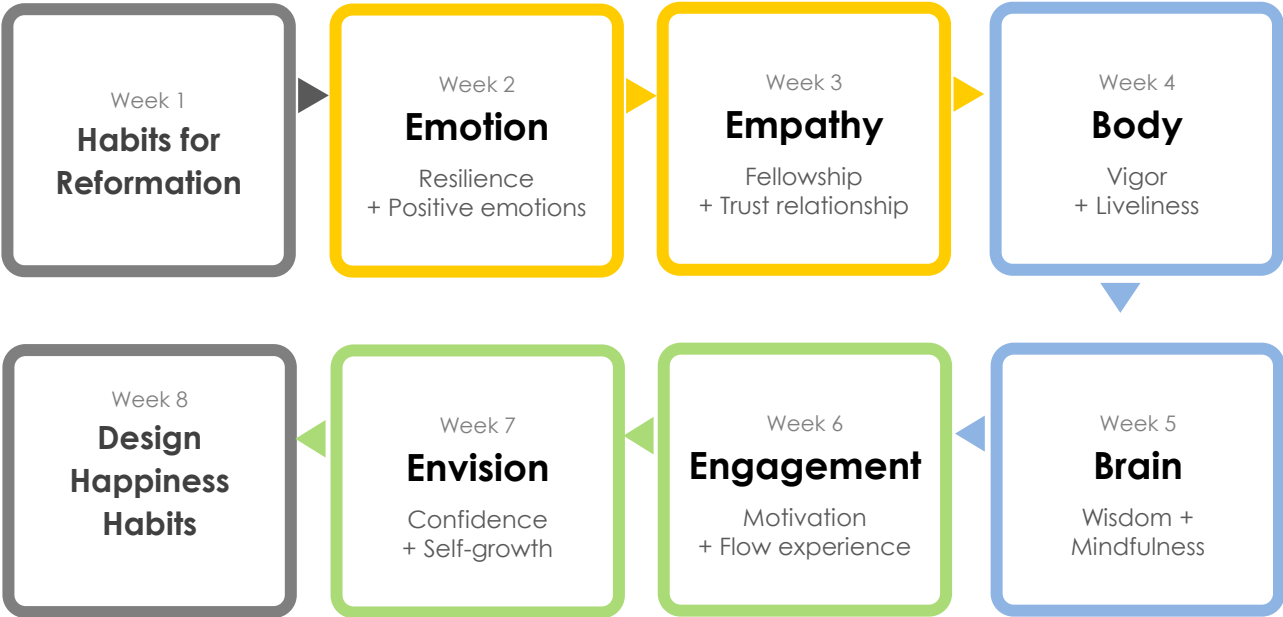 Week 1
Habits for
Reformation
Week 2
Emotion
Resilience
+ Positive emotions
Week 3
Empathy
Fellowship
+ Trust relationship
Week 4
Body
Vigor
+ Liveliness
Week 5
Brain
Wisdom +
Mindfulness
Week 6
Engagement
Motivation
+ Flow experience
Week 7
Envision
Confidence
+ Self-growth
Week 8
Design
Happiness
Habits